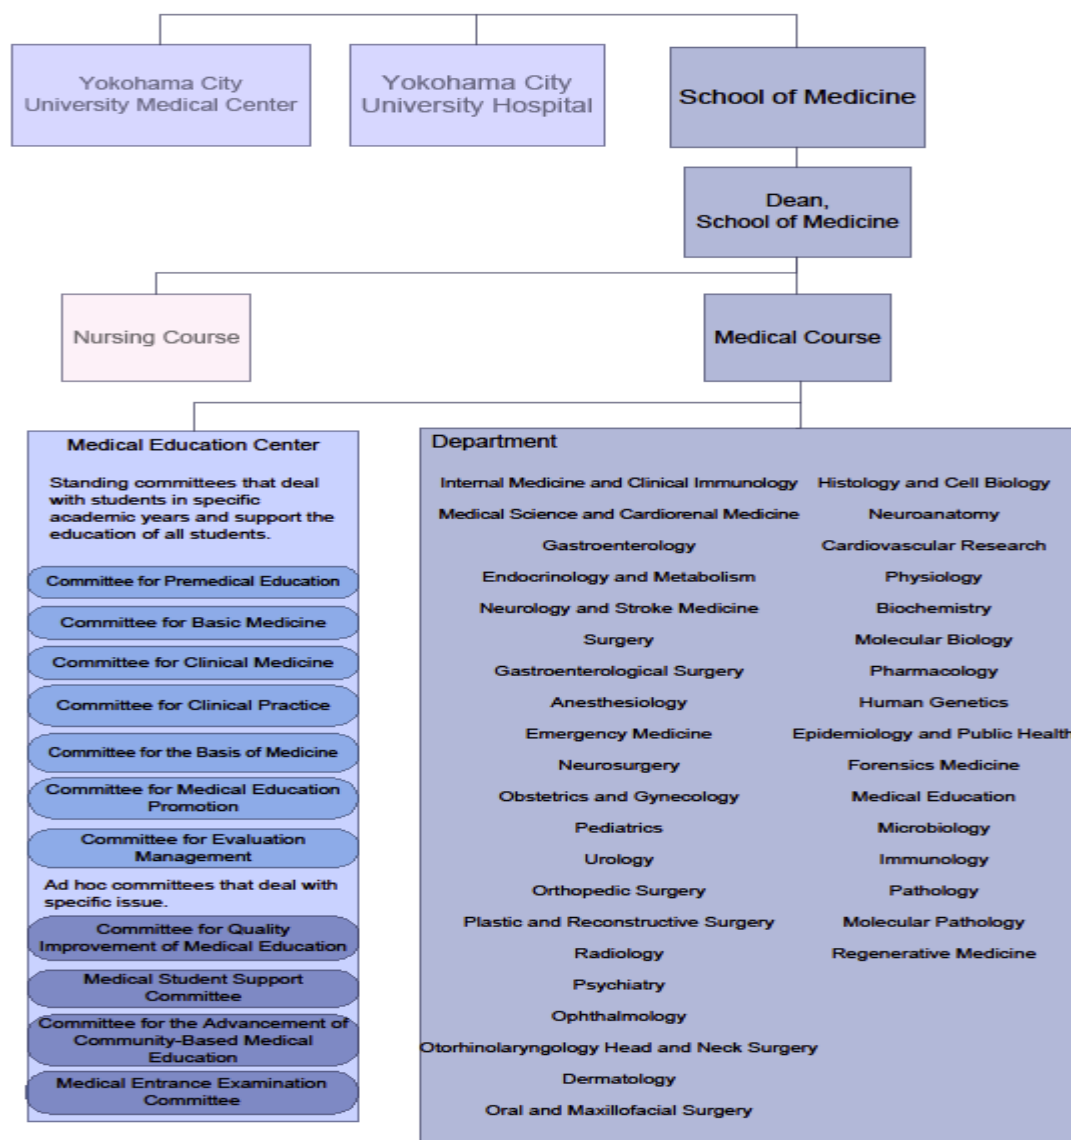 Yokohama City
University Medical Center
Yokohama City
University Hospital
School of Medicine
Dean,
School of Medicine
Nursing Course
Medical Course
Medical Education Center
Standing committees that deal
with students in specific
academic years and support the
education of all students.
Committee for Premedical Education
Committee for Basic Medicine
Committee for Clinical Medicine
Committee for Clinical Practice
Committee for the Basis of Medicine
Committee for Medical Education
Promotion
Committee for Evaluation
Management
Ad hoc committees that deal with
specific issue.
Committee for Quality
Improvement of Medical Education
Medical Student Support
Committee
Committee for the Advancement of
Community-Based Medical
Education
Medical Entrance Examination
Committee
Department
Internal Medicine and Clinical Immunology
Medical Science and Cardiorenal Medicine
Gastroenterology
Endocrinology and Metabolism
Neurology and Stroke Medicine
Surgery
Gastroenterological Surgery
Anesthesiology
Emergency Medicine
Neurosurgery
Obstetrics and Gynecology
Pediatrics
Urology
Orthopedic Surgery
Plastic and Reconstructive Surgery
Radiology
Psychiatry
Ophthalmology
Otorhinolaryngology Head and Neck Surgery
Dermatology
Oral and Maxillofacial Surgery
Histology and Cell Biology
Neuroanatomy
Cardiovascular Research
Physiology
Biochemistry
Molecular Biology
Pharmacology
Human Genetics
Epidemiology and Public Health
Forensics Medicine
Medical Education
Microbiology
Immunology
Pathology
Molecular Pathology
Regenerative Medicine